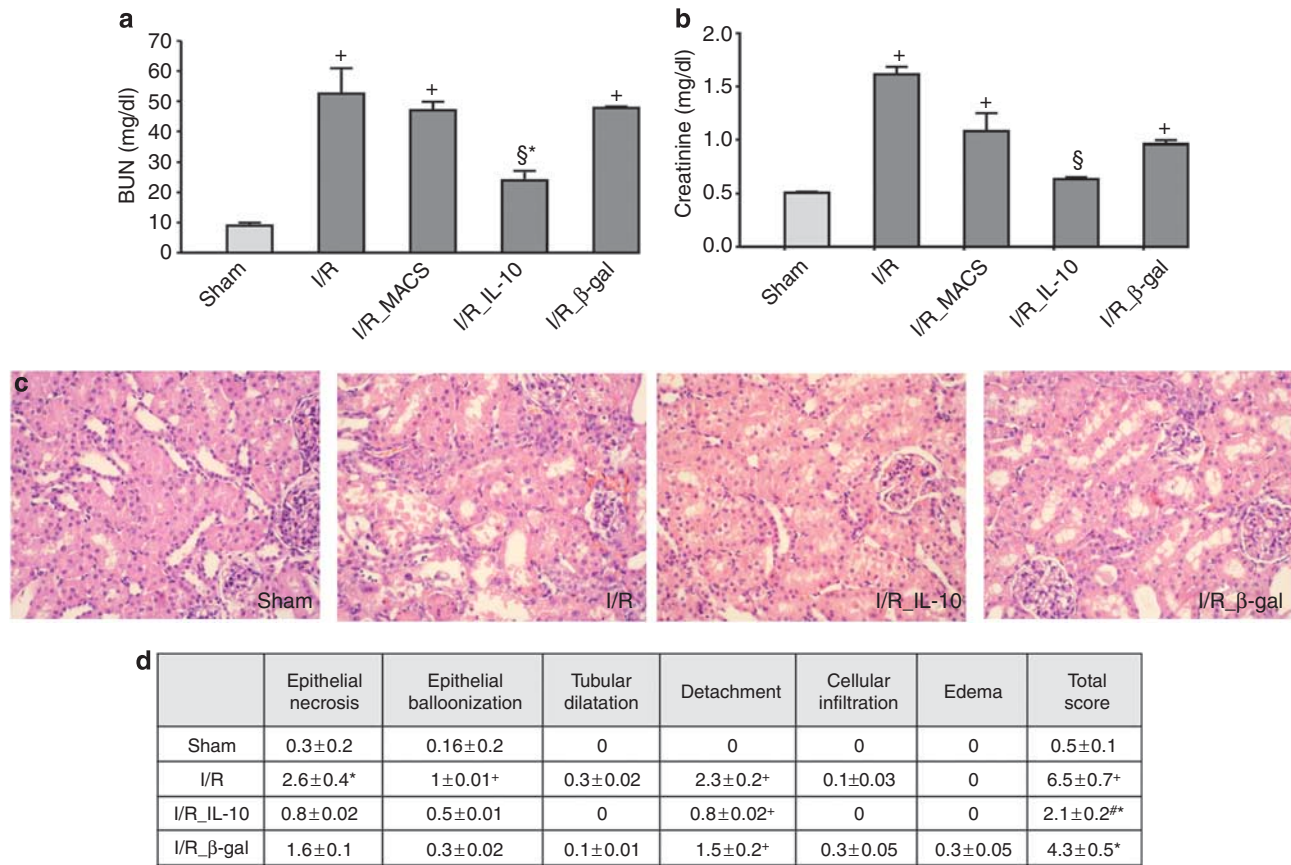 a
BUN (mg/dl)
70
60
50
40
30
20
10
0
+
+
§*
+
Sham
I/R
I/R_MACS
I/R_IL-10
I/R_β-gal
b
Creatinine (mg/dl)
2.0
1.5
1.0
0.5
0.0
+
+
§
+
Sham
I/R
I/R_MACS
I/R_IL-10
I/R_β-gal
c
Sham
I/R
I/R_IL-10
I/R_β-gal
d
Epithelial necrosis Epithelial balloonization Tubular dilatation Detachment Cellular infiltration Edema Total score
Sham 0.3±0.2 0.16±0.2 0 0 0 0 0.5±0.1
I/R 2.6±0.4* 1±0.01+ 0.3±0.02 2.3±0.2+ 0.1±0.03 0 6.5±0.7+
I/R_IL-10 0.8±0.02 0.5±0.01 0 0.8±0.02+ 0 0 2.1±0.2#*
I/R_β-gal 1.6±0.1 0.3±0.02 0.1±0.01 1.5±0.2+ 0.3±0.05 0.3±0.05 4.3±0.5*